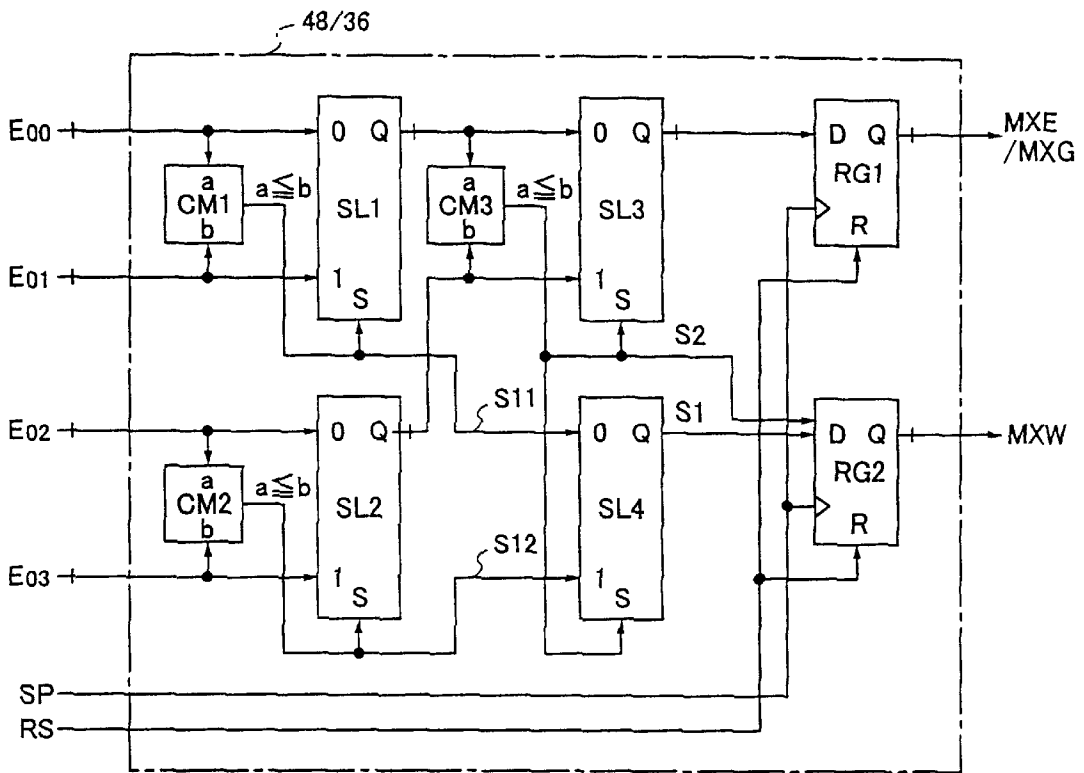 48/36
E00
0 Q
0 Q
D Q
MXE
/MXG
a
CM1
b
a≦b
SL1
a
CM3
b
a≦b
SL3
RG1
R
E01
1
S
1
S
S2
E02
0 Q
S11
0 Q
S1
D Q
MXW
a
CM2
b
a≦b
SL2
SL4
RG2
R
S12
E03
1
S
1
S
SP
RS